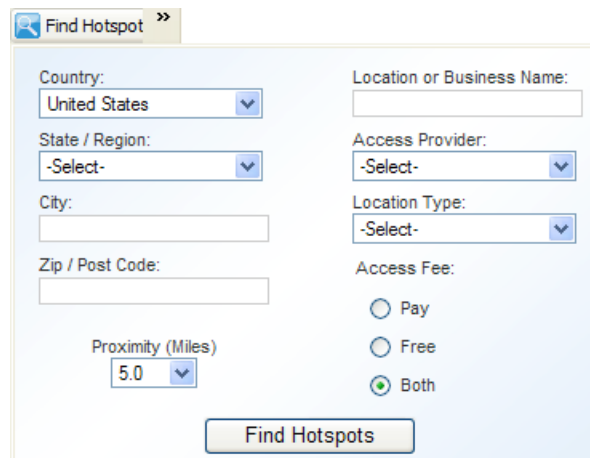 Find Hotspot »
Country:
United States
State / Region:
-Select-
City:
Zip / Post Code:
Proximity (Miles)
5.0
Location or Business Name:
Access Provider:
-Select-
Location Type:
-Select-
Access Fee:
Pay
Free
Both
Find Hotspots